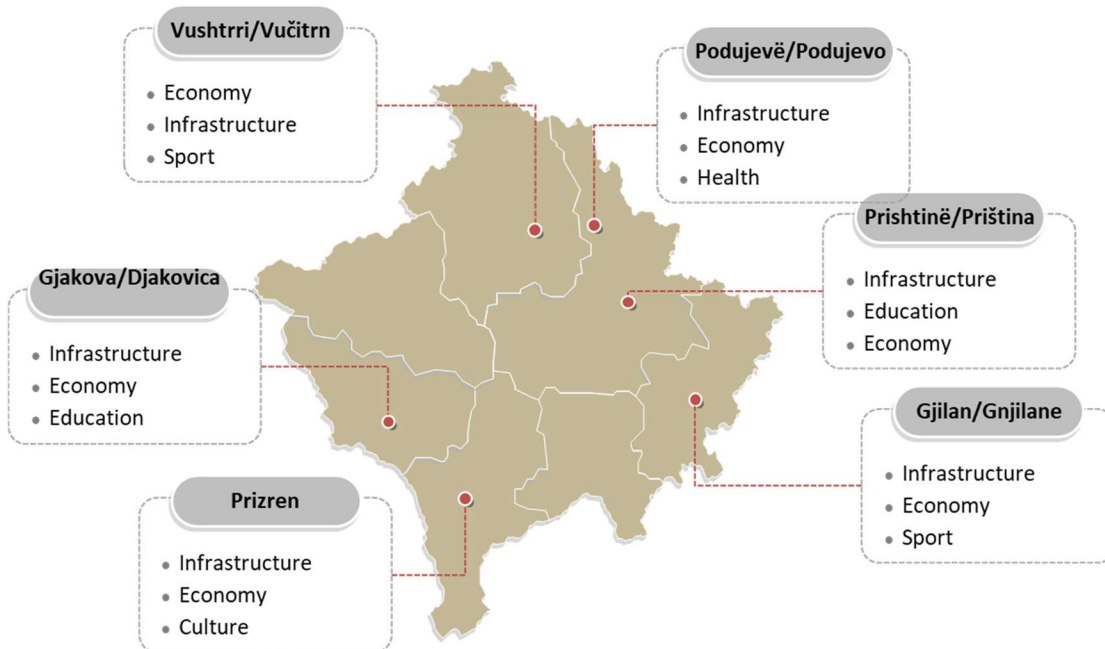 Vushtrri/Vučitrn
Economy
Infrastructure
Sport
Podujevë/Podujevo
Infrastructure
Economy
Health
Prishtinë/Priština
Infrastructure
Education
Economy
Gjakova/Djakovica
Infrastructure
Economy
Education
Gjilan/Gnjilane
Infrastructure
Economy
Sport
Prizren
Infrastructure
Economy
Culture